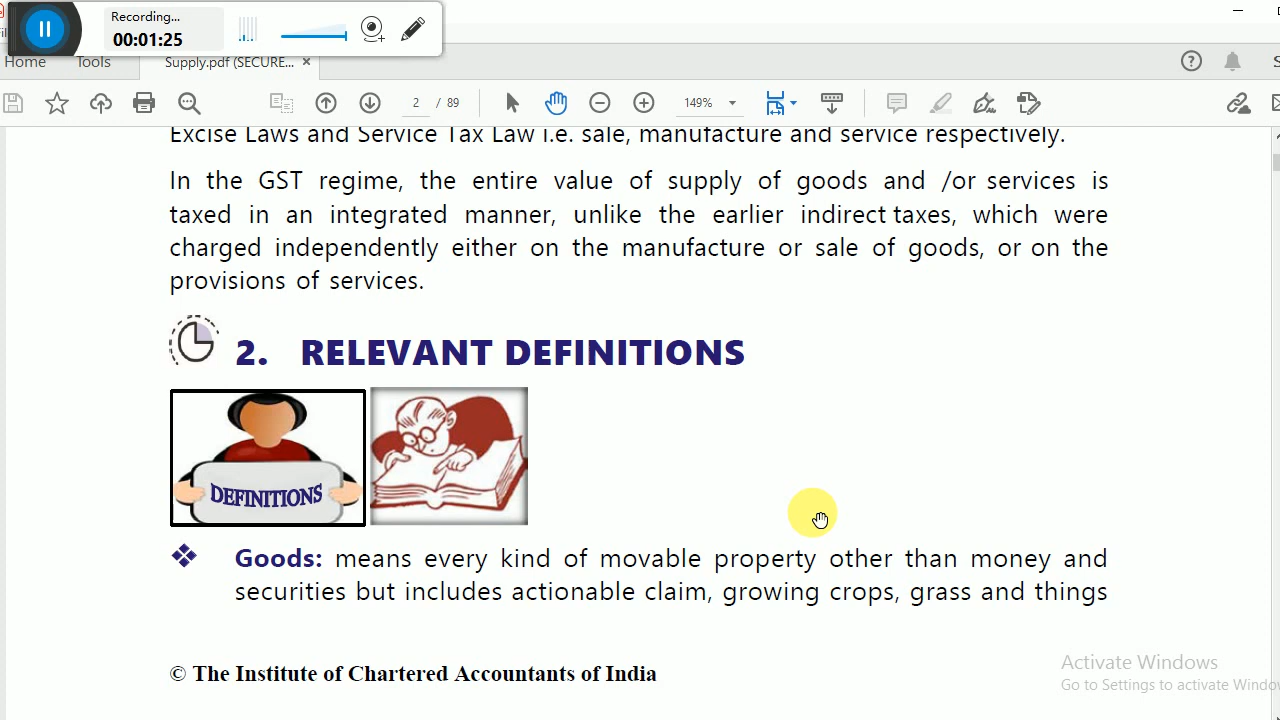 Recording...
00:01:25
Home Tools Supply.pdf (SECURE... ×
2 / 89 149%
Excise Laws and Service Tax Law i.e. sale, manufacture and service respectively.
In the GST regime, the entire value of supply of goods and /or services is
taxed in an integrated manner, unlike the earlier indirect taxes, which were
charged independently either on the manufacture or sale of goods, or on the
provisions of services.
2. RELEVANT DEFINITIONS
DEFINITIONS
❖ Goods: means every kind of movable property other than money and
securities but includes actionable claim, growing crops, grass and things
© The Institute of Chartered Accountants of India
Activate Windows
Go to Settings to activate Windo